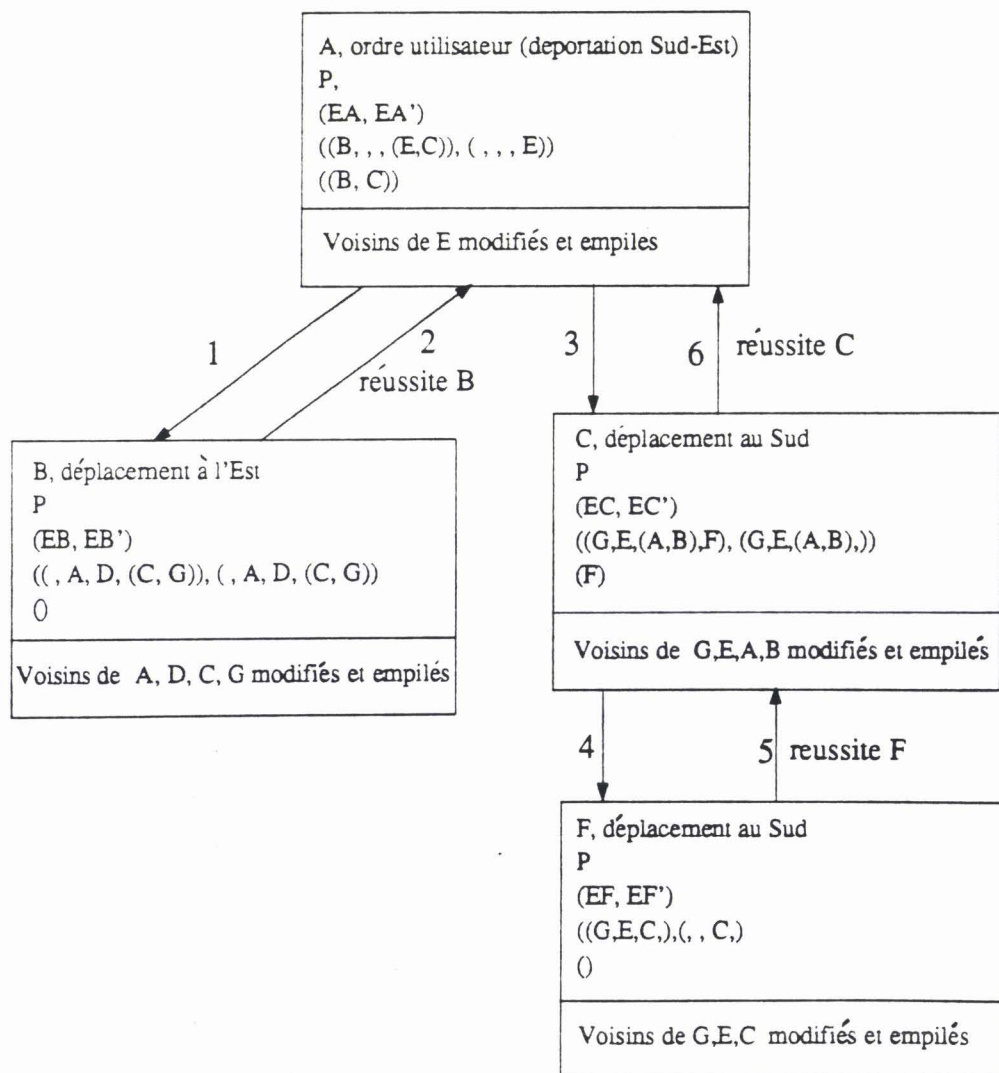 A, ordre utilisateur (deportation Sud-Est)
P,
(EA, EA')
((B, , , (E,C)), ( , , , E))
((B, C))
Voisins de E modifiés et empiles
1
2
réussite B
3
6
réussite C
B, déplacement à l'Est
P
(EB, EB')
(( , A, D, (C, G)), ( , A, D, (C, G))
()
Voisins de A, D, C, G modifiés et empilés
C, déplacement au Sud
P
(EC, EC')
((G,E,(A,B),F), (G,E,(A,B),))
(F)
Voisins de G,E,A,B modifiés et empilés
4
5
reussite F
F, déplacement au Sud
P
(EF, EF')
((G,E,C,),(, , C,)
()
Voisins de G,E,C modifiés et empilés